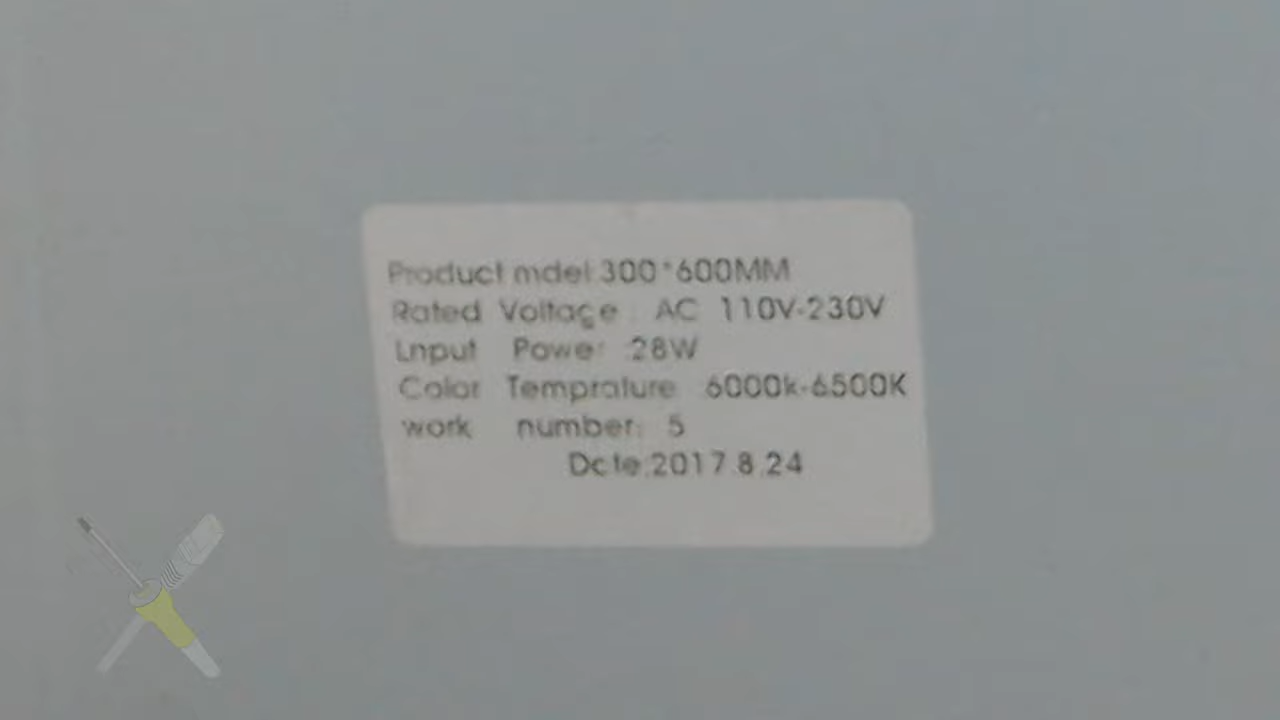 Product mdel:300*600MM
Rated Voltage: AC 110V-230V
Lnput Power 28W
Color Temprature 6000k-6500K
work number: 5
Date:2017.8.24